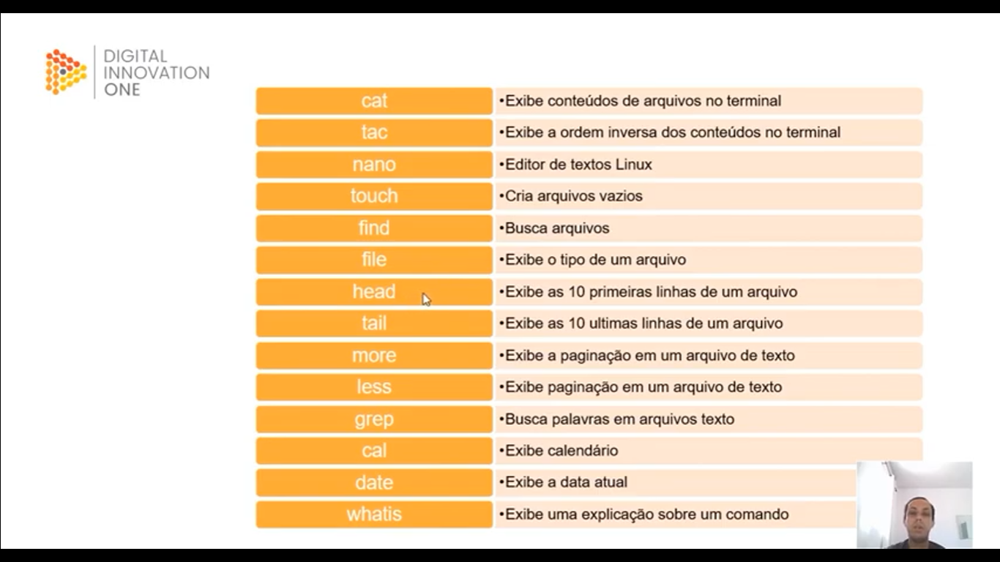 DIGITAL
INNOVATION
ONE
cat •Exibe conteúdos de arquivos no terminal
tac •Exibe a ordem inversa dos conteúdos no terminal
nano •Editor de textos Linux
touch •Cria arquivos vazios
find •Busca arquivos
file •Exibe o tipo de um arquivo
head •Exibe as 10 primeiras linhas de um arquivo
tail •Exibe as 10 ultimas linhas de um arquivo
more •Exibe a paginação em um arquivo de texto
less •Exibe paginação em um arquivo de texto
grep •Busca palavras em arquivos texto
cal •Exibe calendário
date •Exibe a data atual
whatis •Exibe uma explicação sobre um comando